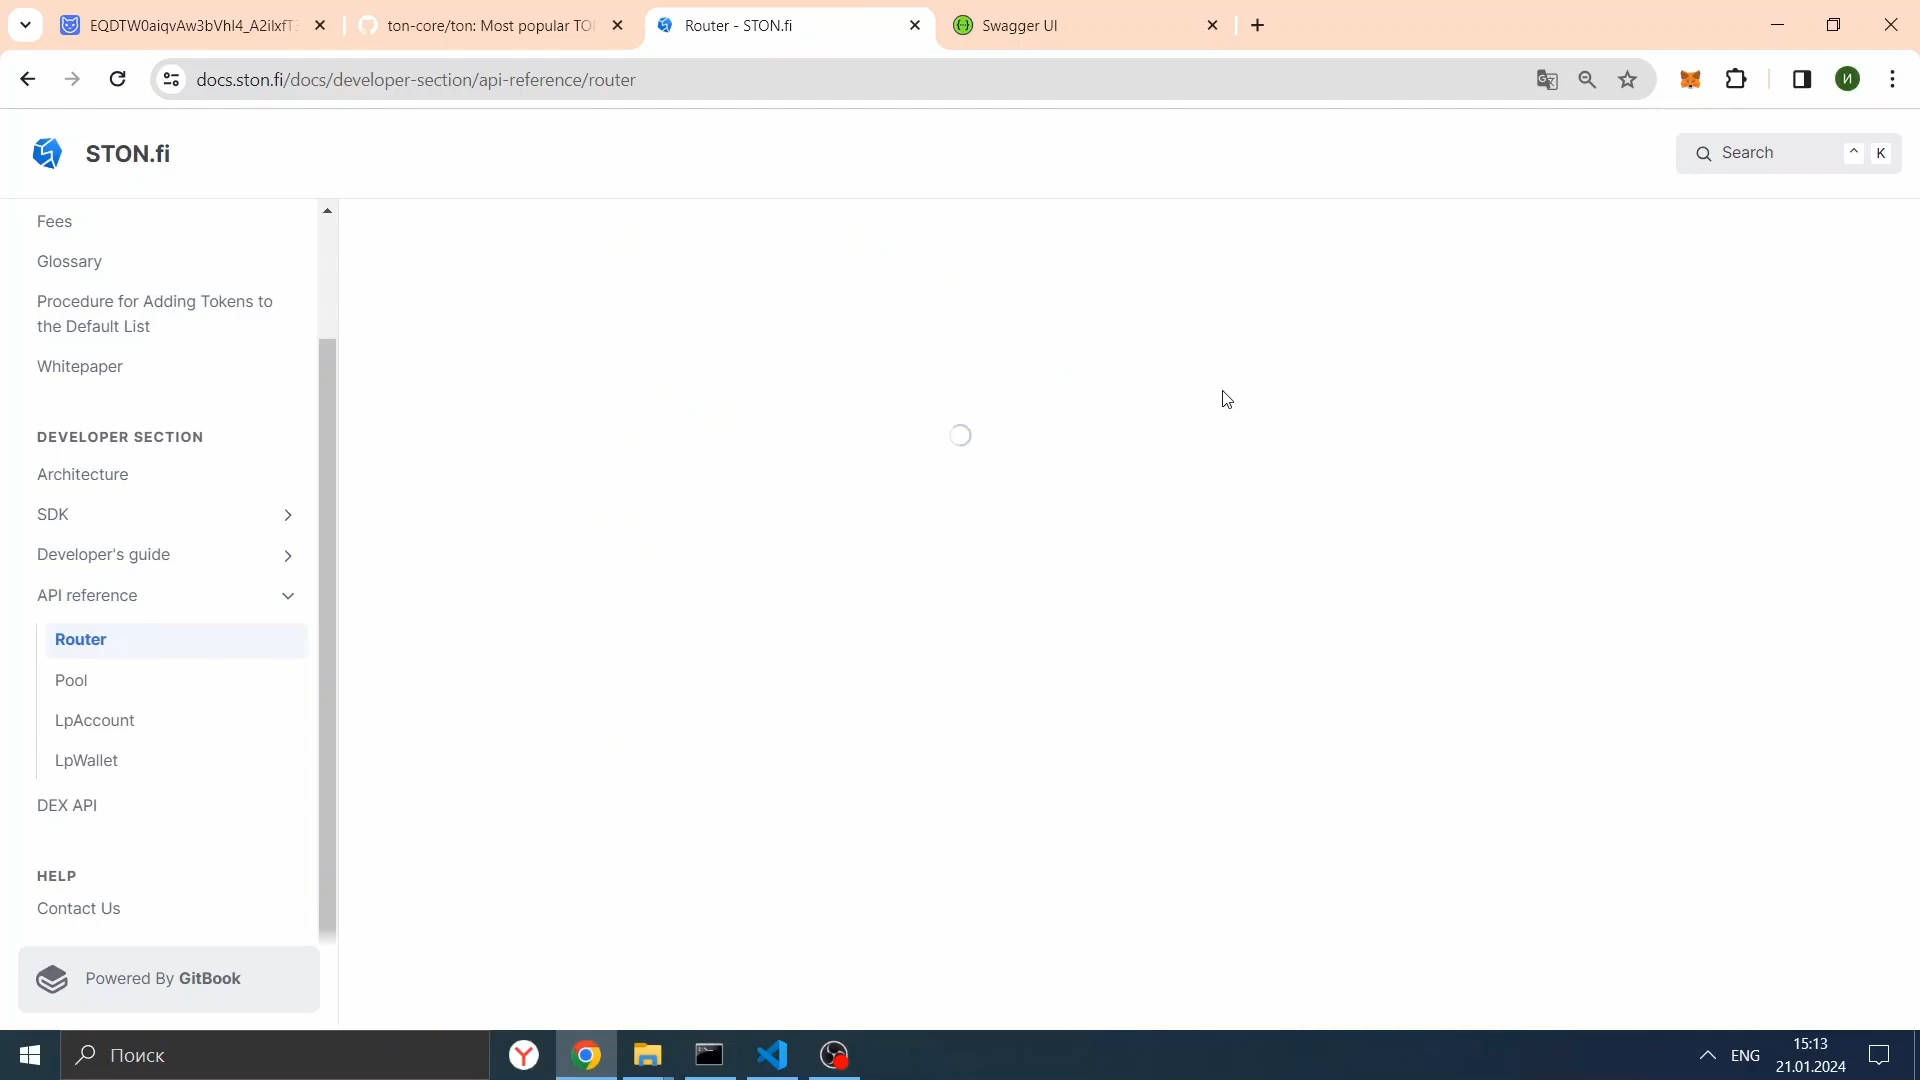 EQDTW0aiqvAw3bVhI4_A2ilxfT
ton-core/ton: Most popular TO
Router - STON.fi
Swagger UI
docs.ston.fi/docs/developer-section/api-reference/router
И
STON.fi
Search
^ K
Fees
Glossary
Procedure for Adding Tokens to
the Default List
Whitepaper
DEVELOPER SECTION
Architecture
SDK
Developer's guide
API reference
Router
Pool
LpAccount
LpWallet
DEX API
HELP
Contact Us
Powered By GitBook
Поиск
ENG
15:13
21.01.2024